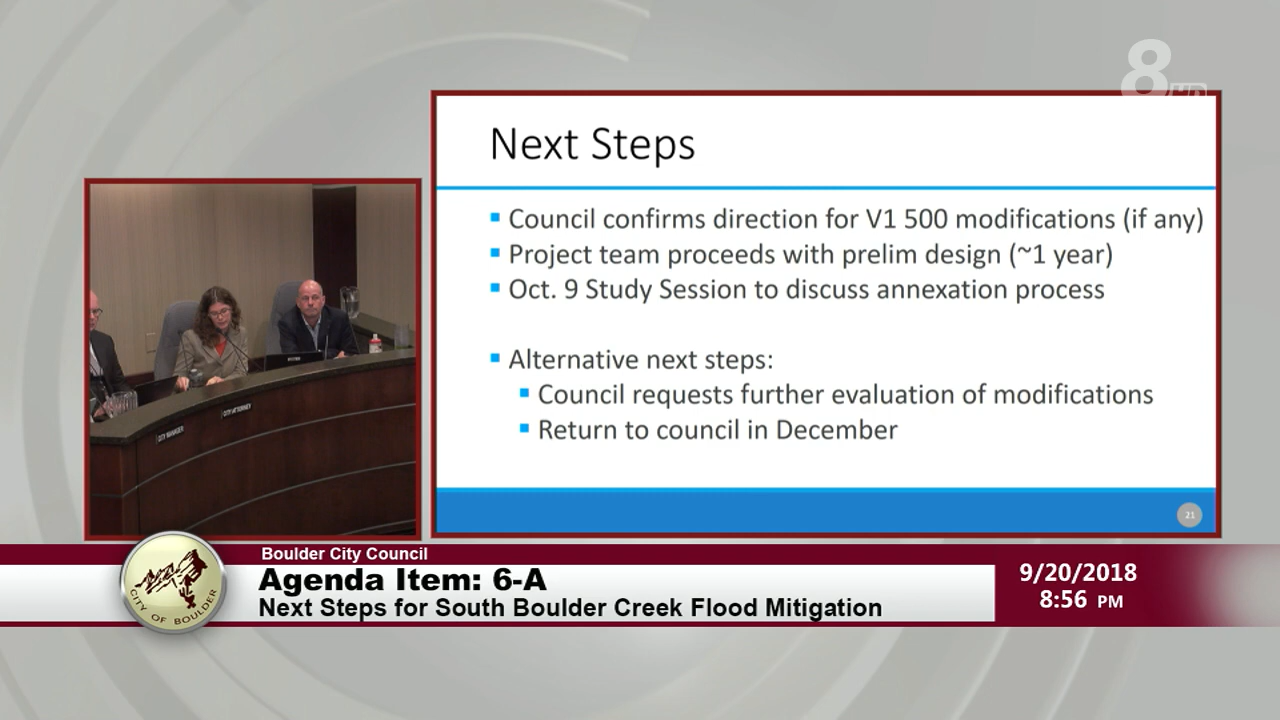 8
HD
Next Steps
Council confirms direction for V1 500 modifications (if any)
Project team proceeds with prelim design (~1 year)
Oct. 9 Study Session to discuss annexation process
Alternative next steps:
Council requests further evaluation of modifications
Return to council in December
21
CITY MANAGER
CITY ATTORNEY
Boulder City Council
Agenda Item: 6-A
Next Steps for South Boulder Creek Flood Mitigation
9/20/2018
8:56 PM
CITY OF BOULDER